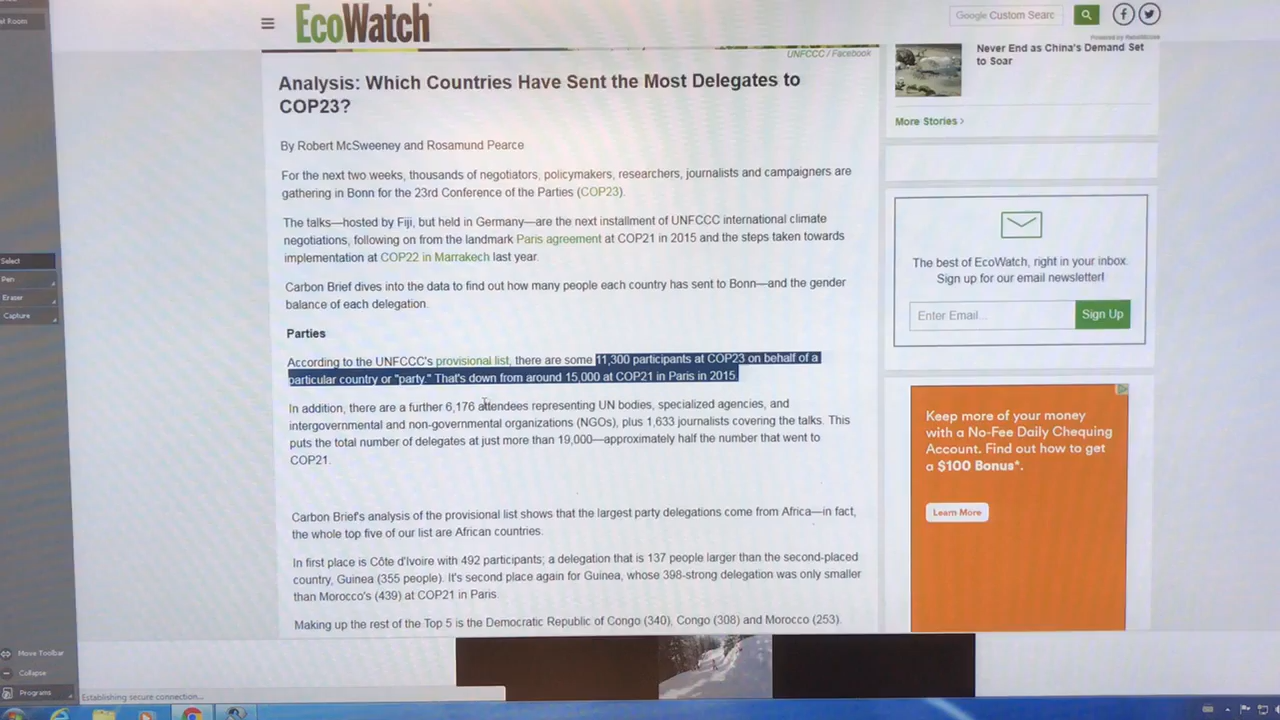 et Room
EcoWatch
Google Custom Searc
Powered by
UNFCCC / Facebook
Never End as China's Demand Set
to Soar
More Stories ›
Analysis: Which Countries Have Sent the Most Delegates to
COP23?
By Robert McSweeney and Rosamund Pearce
For the next two weeks, thousands of negotiators, policymakers, researchers, journalists and campaigners are
gathering in Bonn for the 23rd Conference of the Parties (COP23).
The talks—hosted by Fiji, but held in Germany—are the next installment of UNFCCC international climate
negotiations, following on from the landmark Paris agreement at COP21 in 2015 and the steps taken towards
implementation at COP22 in Marrakech last year.
Carbon Brief dives into the data to find out how many people each country has sent to Bonn—and the gender
balance of each delegation.
Parties
According to the UNFCCC's provisional list, there are some 11,300 participants at COP23 on behalf of a
particular country or "party." That's down from around 15,000 at COP21 in Paris in 2015.
In addition, there are a further 6,176 attendees representing UN bodies, specialized agencies, and
intergovernmental and non-governmental organizations (NGOs), plus 1,633 journalists covering the talks. This
puts the total number of delegates at just more than 19,000—approximately half the number that went to
COP21.
Carbon Brief's analysis of the provisional list shows that the largest party delegations come from Africa—in fact,
the whole top five of our list are African countries.
In first place is Côte d'Ivoire with 492 participants; a delegation that is 137 people larger than the second-placed
country, Guinea (355 people). It's second place again for Guinea, whose 398-strong delegation was only smaller
than Morocco's (439) at COP21 in Paris.
Making up the rest of the Top 5 is the Democratic Republic of Congo (340), Congo (308) and Morocco (253).
The best of EcoWatch, right in your inbox.
Sign up for our email newsletter!
Enter Email...
Sign Up
Keep more of your money
with a No-Fee Daily Chequing
Account. Find out how to get
a $100 Bonus*.
Learn More
Select
Pen
Eraser
Capture
Move Toolbar
Collapse
Programs
Establishing secure connection...